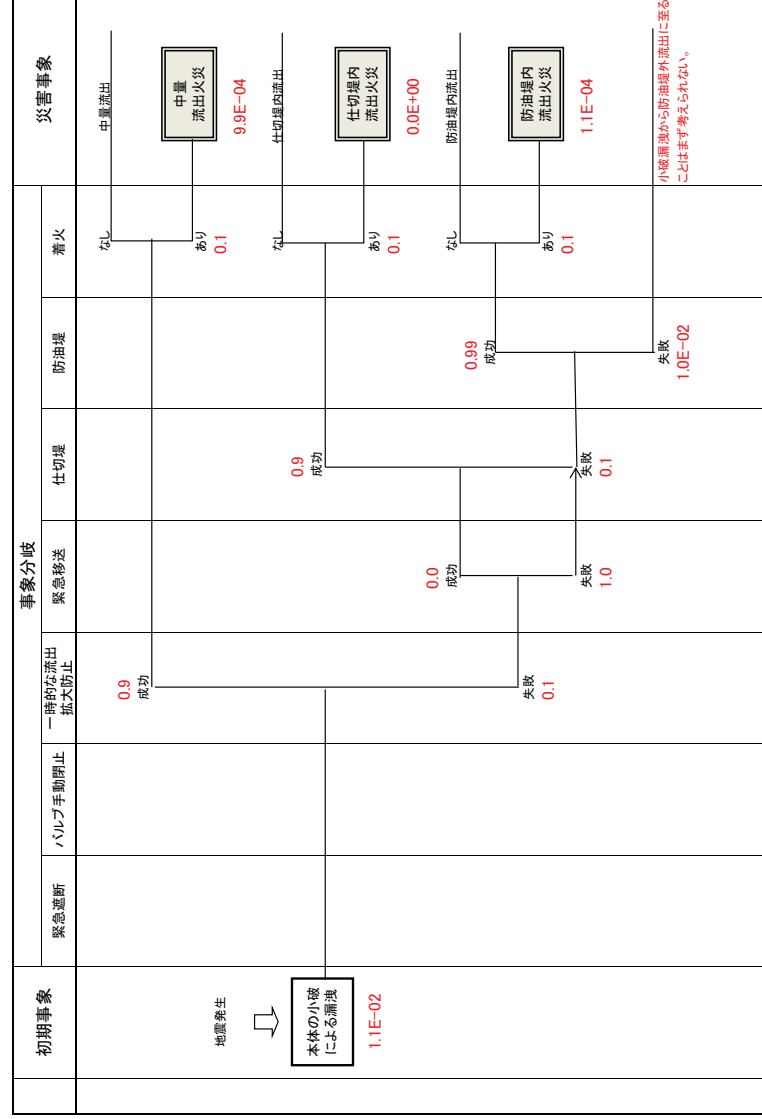 初期事象
事象分岐
災害事象
緊急遮断
バルブ手動閉止
一時的な流出
拡大防止
緊急移送
仕切堤
防油堤
着火
地震発生
本体の小破
による漏洩
1.1E-02
0.9
成功
失敗
0.1
0.0
成功
失敗
1.0
0.9
成功
失敗
0.1
0.99
成功
失敗
1.0E-02
なし
あり
0.1
なし
あり
0.1
なし
あり
0.1
中量流出
中量
流出火災
9.9E-04
仕切堤内流出
仕切堤内
流出火災
0.0E+00
防油堤内流出
防油堤内
流出火災
1.1E-04
小破漏洩から防油堤外流出に至る
ことはまず考えられない。